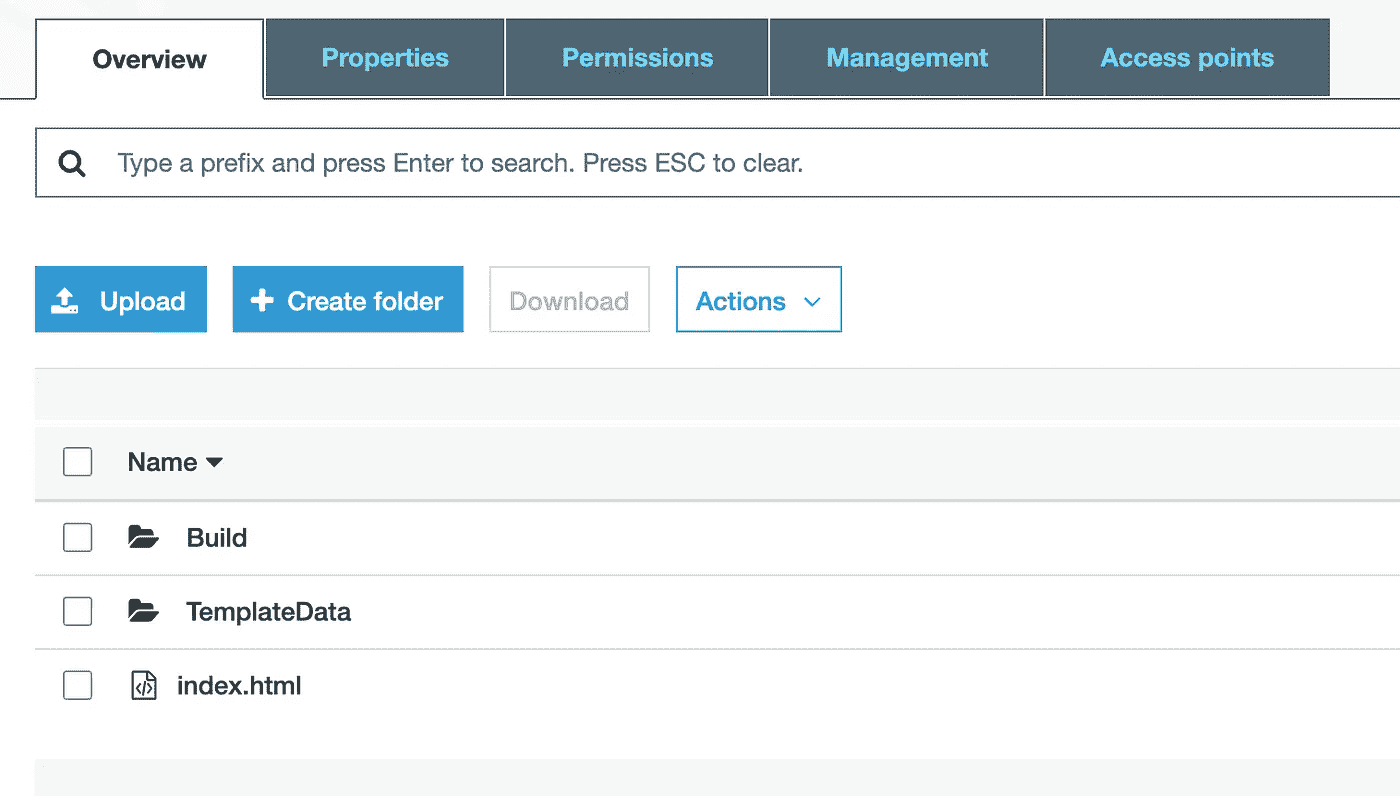 Overview Properties Permissions Management Access points
Type a prefix and press Enter to search. Press ESC to clear.
Upload Create folder Download Actions
Name
Build
TemplateData
index.html